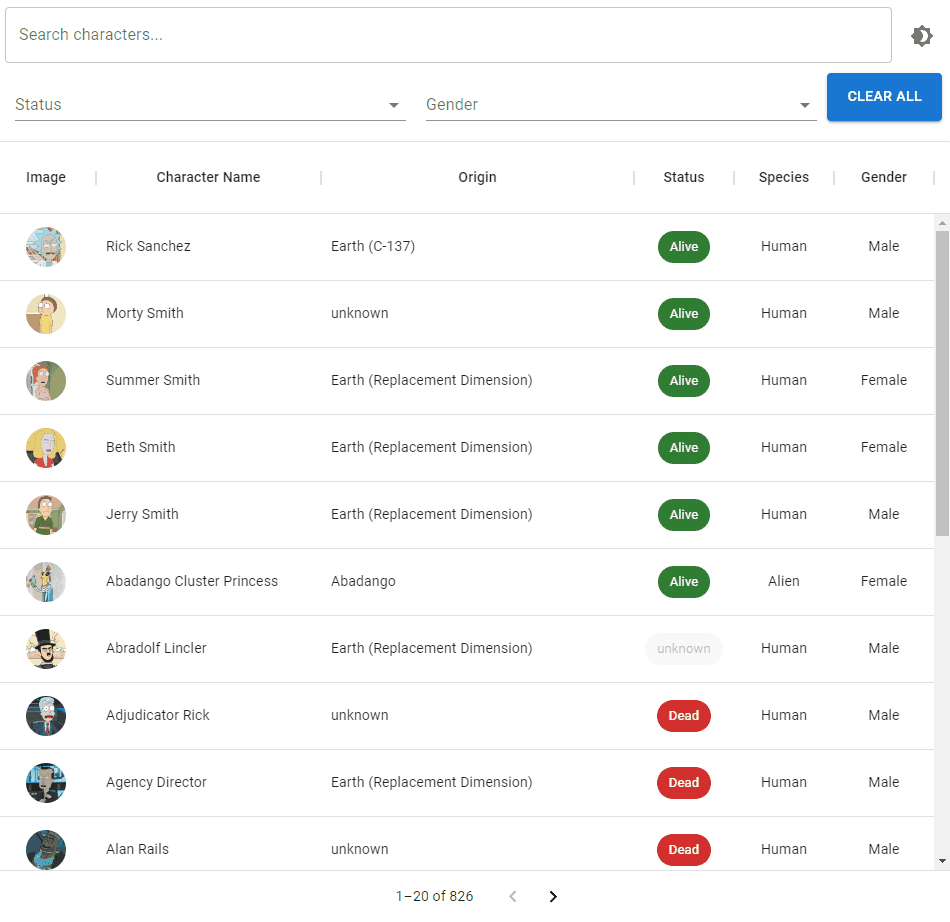 Search characters...
Status Gender CLEAR ALL
Image Character Name Origin Status Species Gender
Rick Sanchez Earth (C-137) Alive Human Male
Morty Smith unknown Alive Human Male
Summer Smith Earth (Replacement Dimension) Alive Human Female
Beth Smith Earth (Replacement Dimension) Alive Human Female
Jerry Smith Earth (Replacement Dimension) Alive Human Male
Abadango Cluster Princess Abadango Alive Alien Female
Abradolf Lincler Earth (Replacement Dimension) unknown Human Male
Adjudicator Rick unknown Dead Human Male
Agency Director Earth (Replacement Dimension) Dead Human Male
Alan Rails unknown Dead Human Male
1–20 of 826